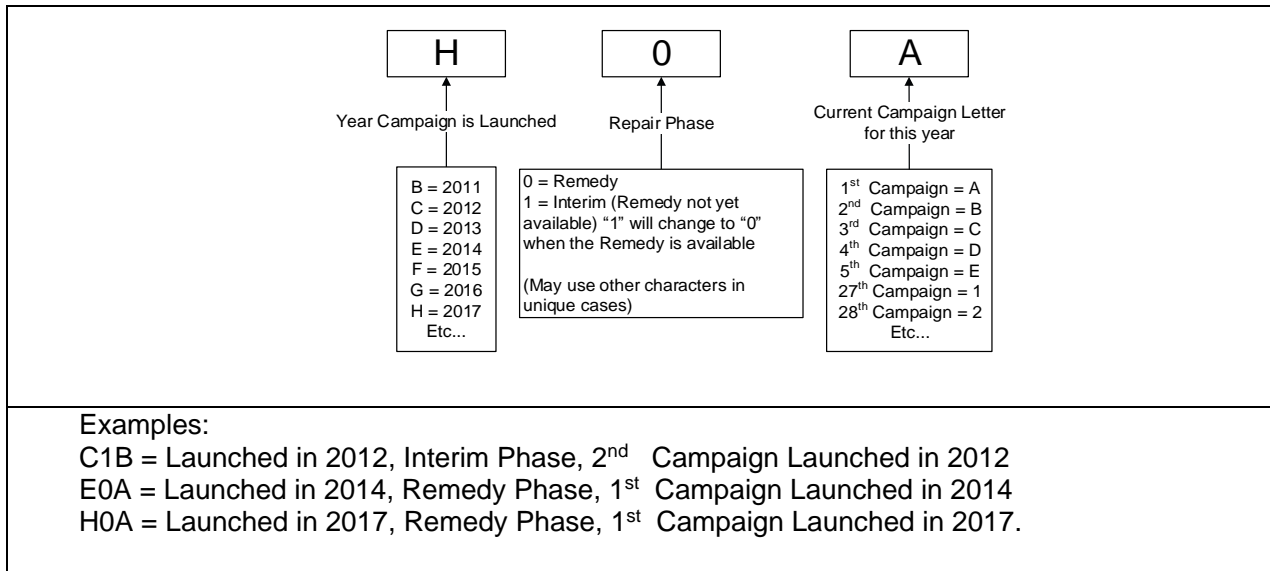 H 0 A
Year Campaign is Launched
Repair Phase
Current Campaign Letter
for this year
B = 2011
C = 2012
D = 2013
E = 2014
F = 2015
G = 2016
H = 2017
Etc...
0 = Remedy
1 = Interim (Remedy not yet
available) “1” will change to “0”
when the Remedy is available
(May use other characters in
unique cases)
1st Campaign = A
2nd Campaign = B
3rd Campaign = C
4th Campaign = D
5th Campaign = E
27th Campaign = 1
28th Campaign = 2
Etc...
Examples:
C1B = Launched in 2012, Interim Phase, 2nd Campaign Launched in 2012
E0A = Launched in 2014, Remedy Phase, 1st Campaign Launched in 2014
H0A = Launched in 2017, Remedy Phase, 1st Campaign Launched in 2017.